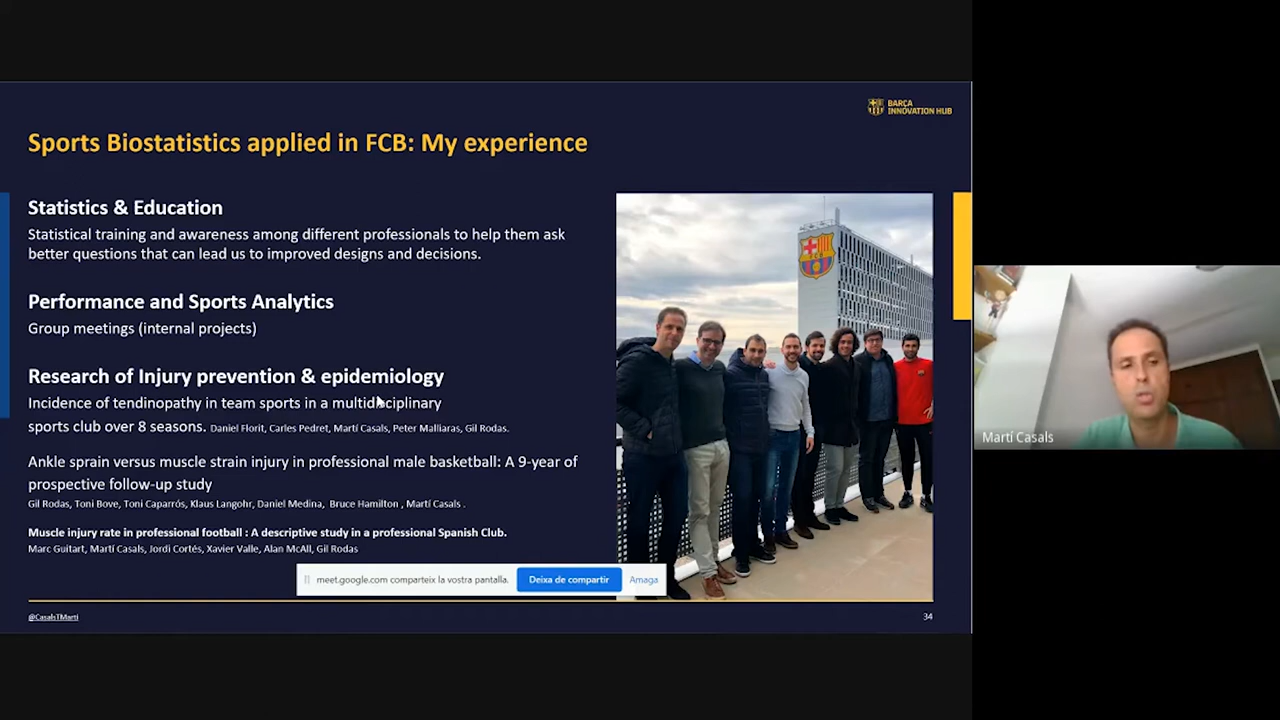 BARÇA
INNOVATION HUB
Sports Biostatistics applied in FCB: My experience
Statistics & Education
Statistical training and awareness among different professionals to help them ask
better questions that can lead us to improved designs and decisions.
Performance and Sports Analytics
Group meetings (internal projects)
Research of Injury prevention & epidemiology
Incidence of tendinopathy in team sports in a multidisciplinary
sports club over 8 seasons. Daniel Florit, Carles Pedret, Martí Casals, Peter Malliaras, Gil Rodas.
Ankle sprain versus muscle strain injury in professional male basketball: A 9-year of
prospective follow-up study
Gil Rodas, Toni Bove, Toni Caparrós, Klaus Langohr, Daniel Medina, Bruce Hamilton , Martí Casals .
Muscle injury rate in professional football : A descriptive study in a professional Spanish Club.
Marc Guitart, Martí Casals, Jordi Cortés, Xavier Valle, Alan McAll, Gil Rodas
meet.google.com comparteix la vostra pantalla. Deixa de compartir Amaga
@CasalsTMarti
34
FCB
Martí Casals